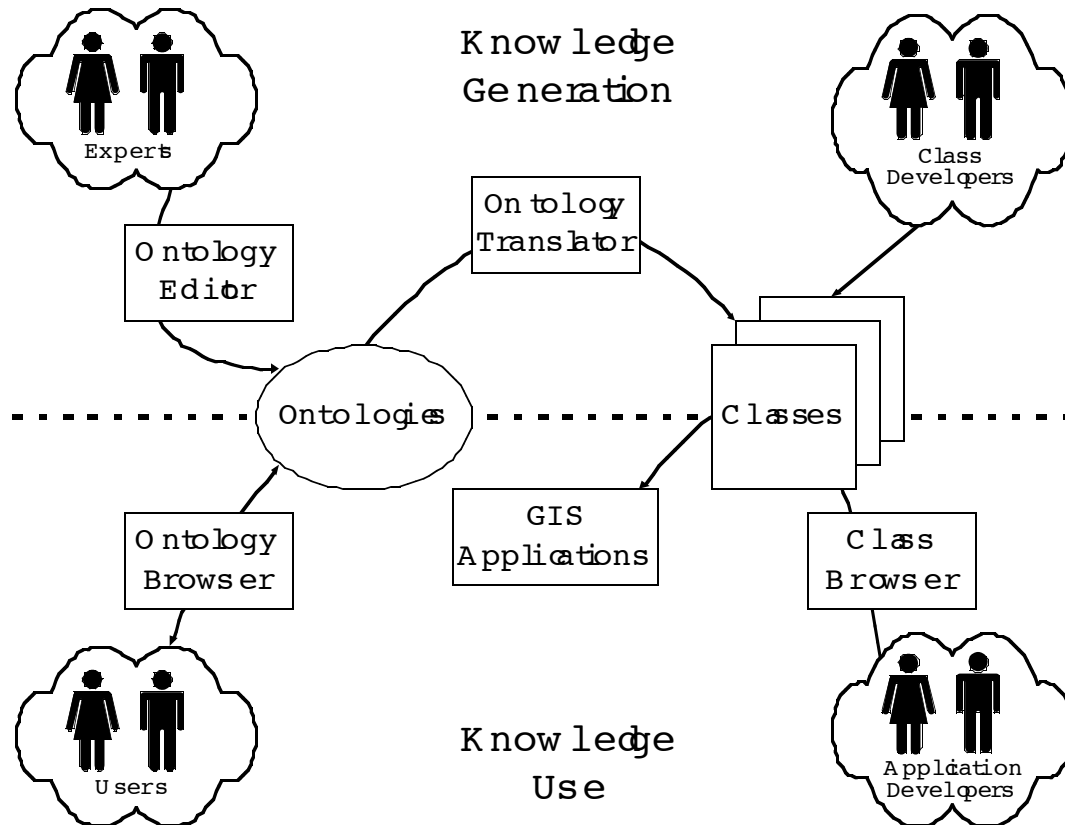 Knowledge
Generation
Experts
Class
Developers
Ontology
Translator
Ontology
Editor
Ontologies
Classes
GIS
Applications
Ontology
Browser
Class
Browser
Users
Knowledge
Use
Application
Developers